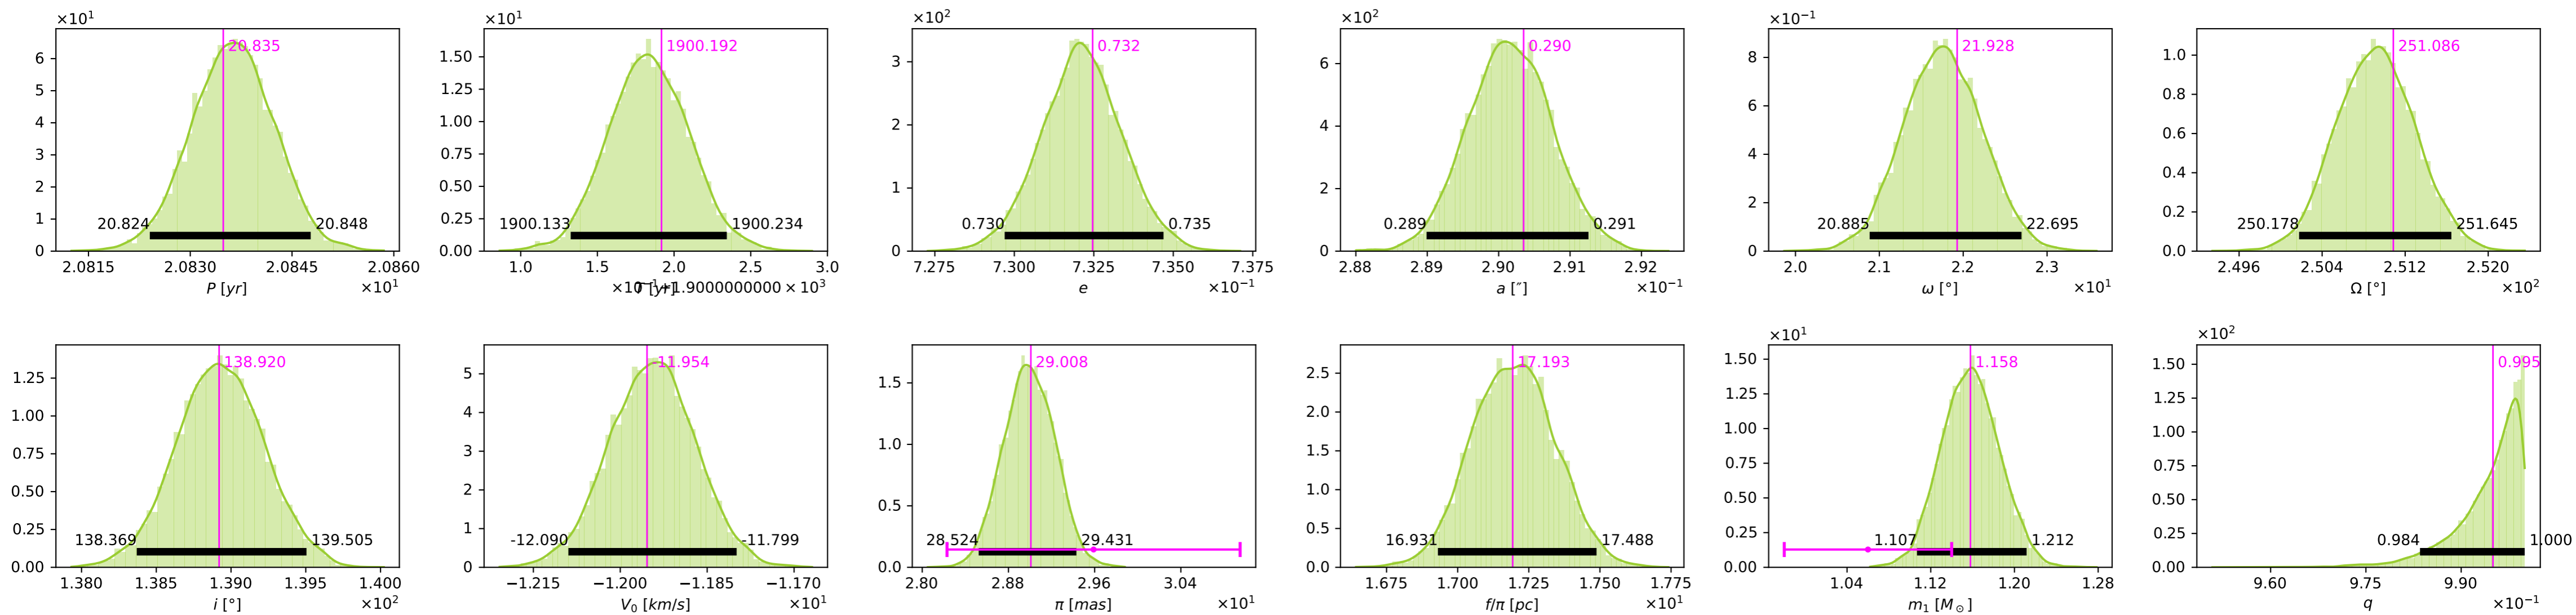 ×10¹ ×10¹ ×10² ×10² ×10⁻¹
20.835 1900.192 0.732 0.290 21.928 251.086
6 5 4 3 2 1 0
1.50 1.25 1.00 0.75 0.50 0.25 0.00
3 2 1 0
6 4 2 0
8 6 4 2 0
1.0 0.8 0.6 0.4 0.2 0.0
20.824 20.848 1900.133 1900.234 0.730 0.735 0.289 0.291 20.885 22.695 250.178 251.645
2.0815 2.0830 2.0845 2.0860 1.0 1.5 2.0 2.5 3.0 7.275 7.300 7.325 7.350 7.375 2.88 2.89 2.90 2.91 2.92 2.0 2.1 2.2 2.3 2.496 2.504 2.512 2.520
P [yr] ×10¹ T [yr] ×10⁻¹+1.9000000000 × 10³ e ×10⁻¹ a [″] ×10⁻¹ ω [°] ×10¹ Ω [°] ×10²
×10¹ ×10²
138.920 -11.954 29.008 17.193 1.158 0.995
1.25 1.00 0.75 0.50 0.25 0.00
5 4 3 2 1 0
1.5 1.0 0.5 0.0
2.5 2.0 1.5 1.0 0.5 0.0
1.50 1.25 1.00 0.75 0.50 0.25 0.00
1.50 1.25 1.00 0.75 0.50 0.25 0.00
138.369 139.505 -12.090 -11.799 28.524 29.431 16.931 17.488 1.107 1.212 0.984 1.000
1.380 1.385 1.390 1.395 1.400 −1.215 −1.200 −1.185 −1.170 2.80 2.88 2.96 3.04 1.675 1.700 1.725 1.750 1.775 1.04 1.12 1.20 1.28 9.60 9.75 9.90
i [°] ×10² V₀ [km/s] ×10¹ π [mas] ×10¹ f/π [pc] ×10¹ m₁ [M⊙] q ×10⁻¹